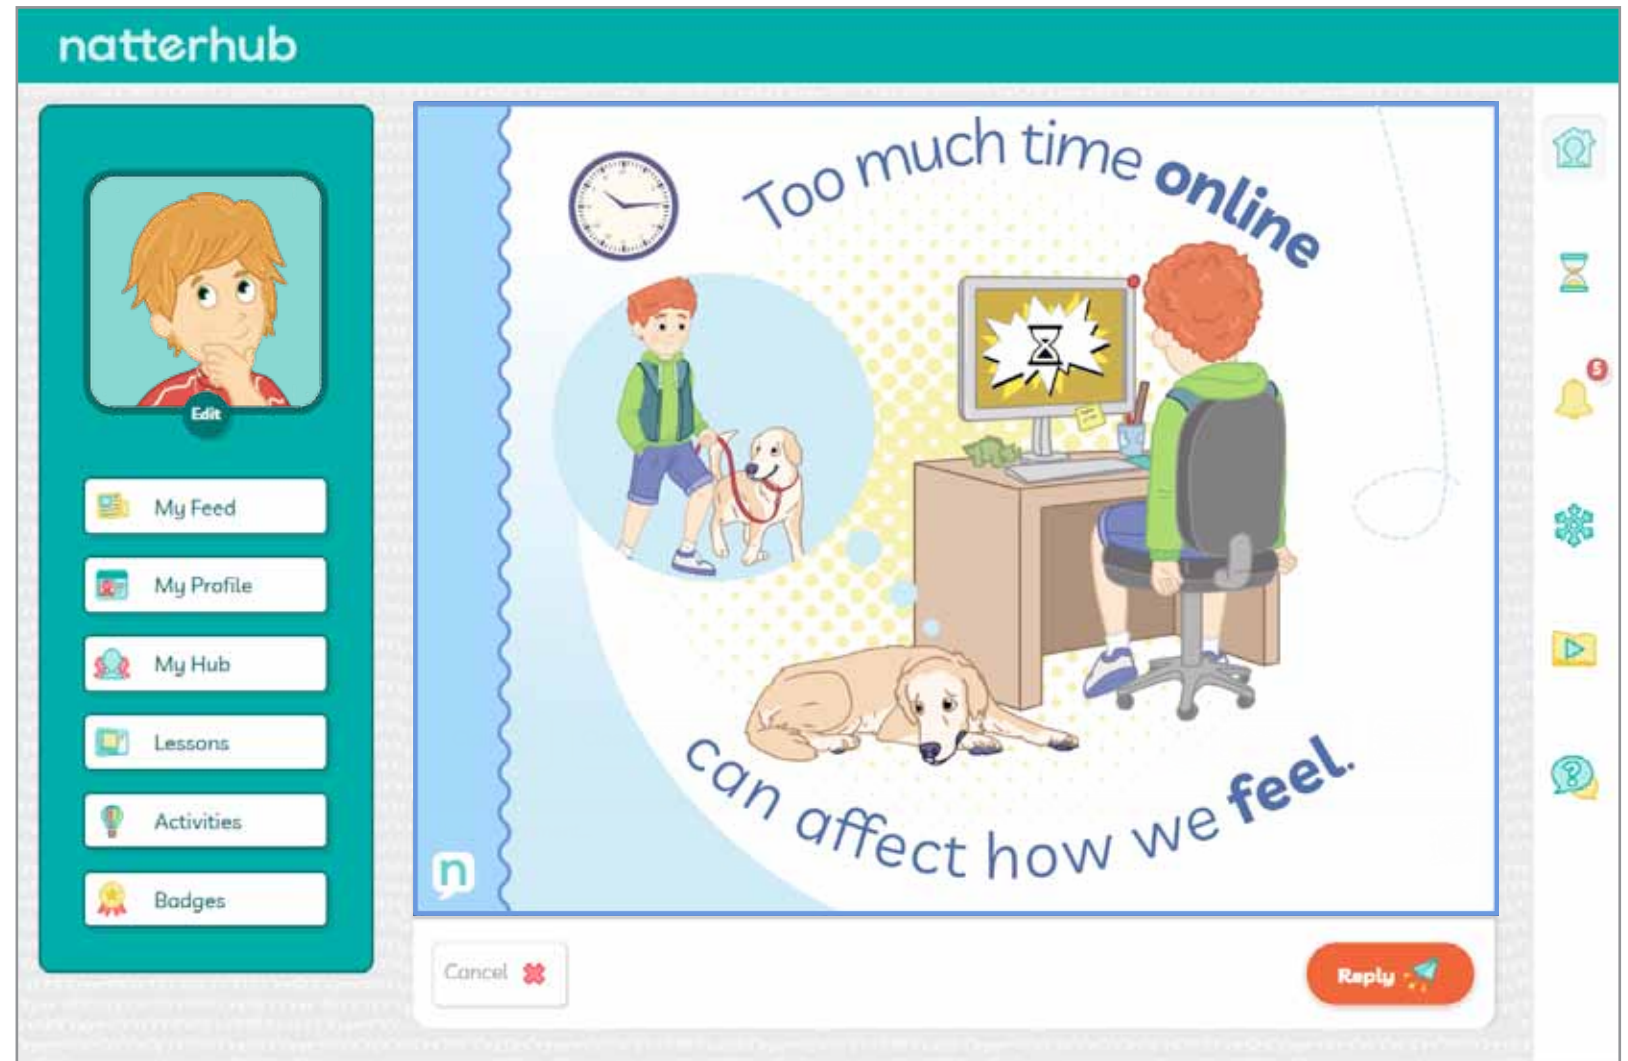 natterhub
Edit
My Feed
My Profile
My Hub
Lessons
Activities
Badges
Too much time online
can affect how we feel.
n
Cancel
Reply
5